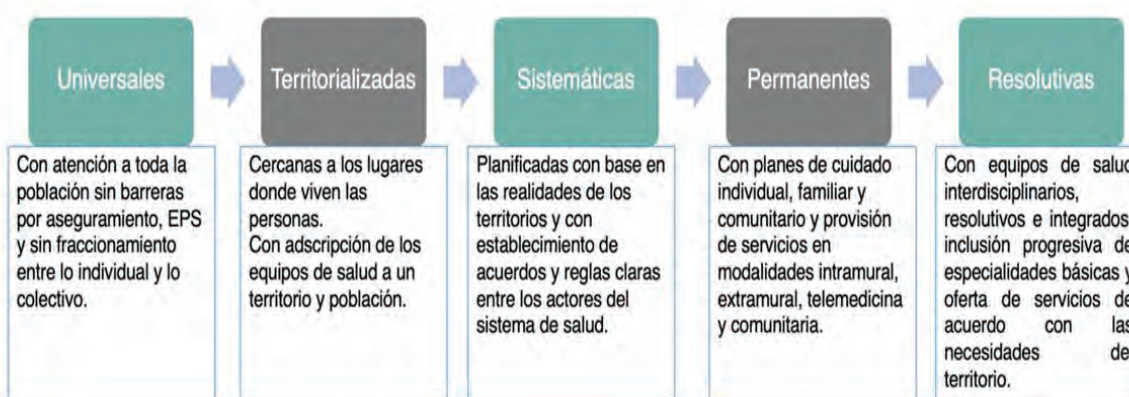 Universales
Con atención a toda la
población sin barreras
por aseguramiento, EPS
y sin fraccionamiento
entre lo individual y lo
colectivo.
Territorializadas
Cercanas a los lugares
donde viven las
personas.
Con adscripción de los
equipos de salud a un
territorio y población.
Sistemáticas
Planificadas con base en
las realidades de los
territorios y con
establecimiento de
acuerdos y reglas claras
entre los actores del
sistema de salud.
Permanentes
Con planes de cuidado
individual, familiar y
comunitario y provisión
de servicios en
modalidades intramural,
extramural, telemedicina
y comunitaria.
Resolutivas
Con equipos de salud
interdisciplinarios,
resolutivos e integrados
inclusión progresiva de
especialidades básicas y
oferta de servicios de
acuerdo con las
necesidades de
territorio.